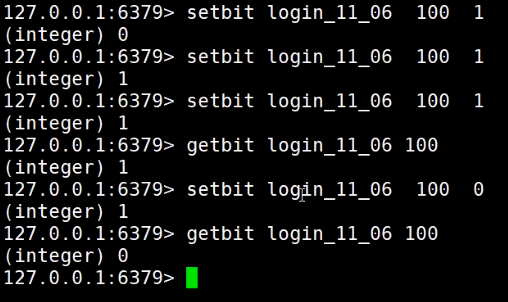 127.0.0.1:6379> setbit login_11_06  100  1
(integer) 0
127.0.0.1:6379> setbit login_11_06  100  1
(integer) 1
127.0.0.1:6379> setbit login_11_06  100  1
(integer) 1
127.0.0.1:6379> getbit login_11_06 100
(integer) 1
127.0.0.1:6379> setbit login_11_06  100  0
(integer) 1
127.0.0.1:6379> getbit login_11_06 100
(integer) 0
127.0.0.1:6379>